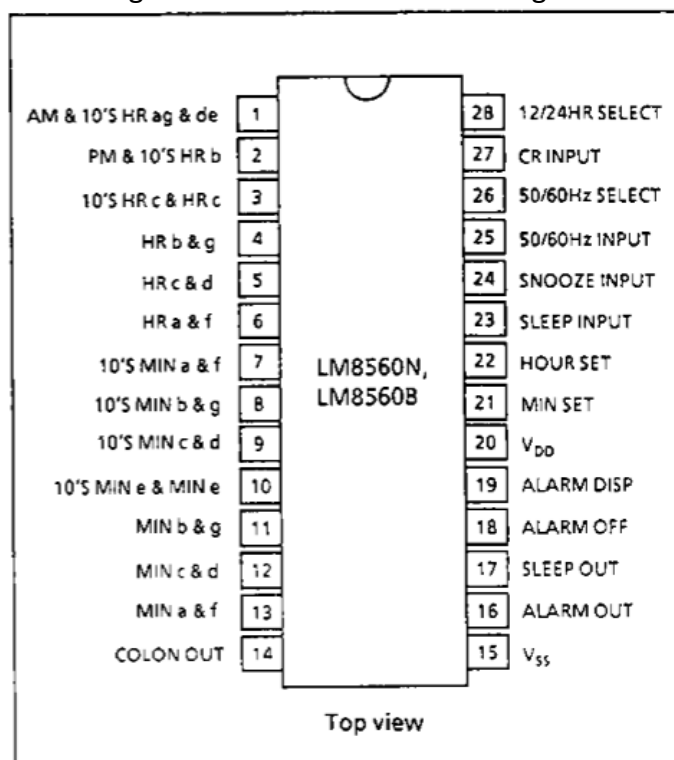 AM & 10'S HR ag & de 1 28 12/24HR SELECT
PM & 10'S HR b 2 27 CR INPUT
10'S HR c & HR c 3 26 50/60Hz SELECT
HR b & g 4 25 50/60Hz INPUT
HR c & d 5 24 SNOOZE INPUT
HR a & f 6 23 SLEEP INPUT
10'S MIN a & f 7 22 HOUR SET
10'S MIN b & g 8 21 MIN SET
10'S MIN c & d 9 20 VDD
10'S MIN e & MIN e 10 19 ALARM DISP
MIN b & g 11 18 ALARM OFF
MIN c & d 12 17 SLEEP OUT
MIN a & f 13 16 ALARM OUT
COLON OUT 14 15 VSS
LM8560N,
LM8560B
Top view